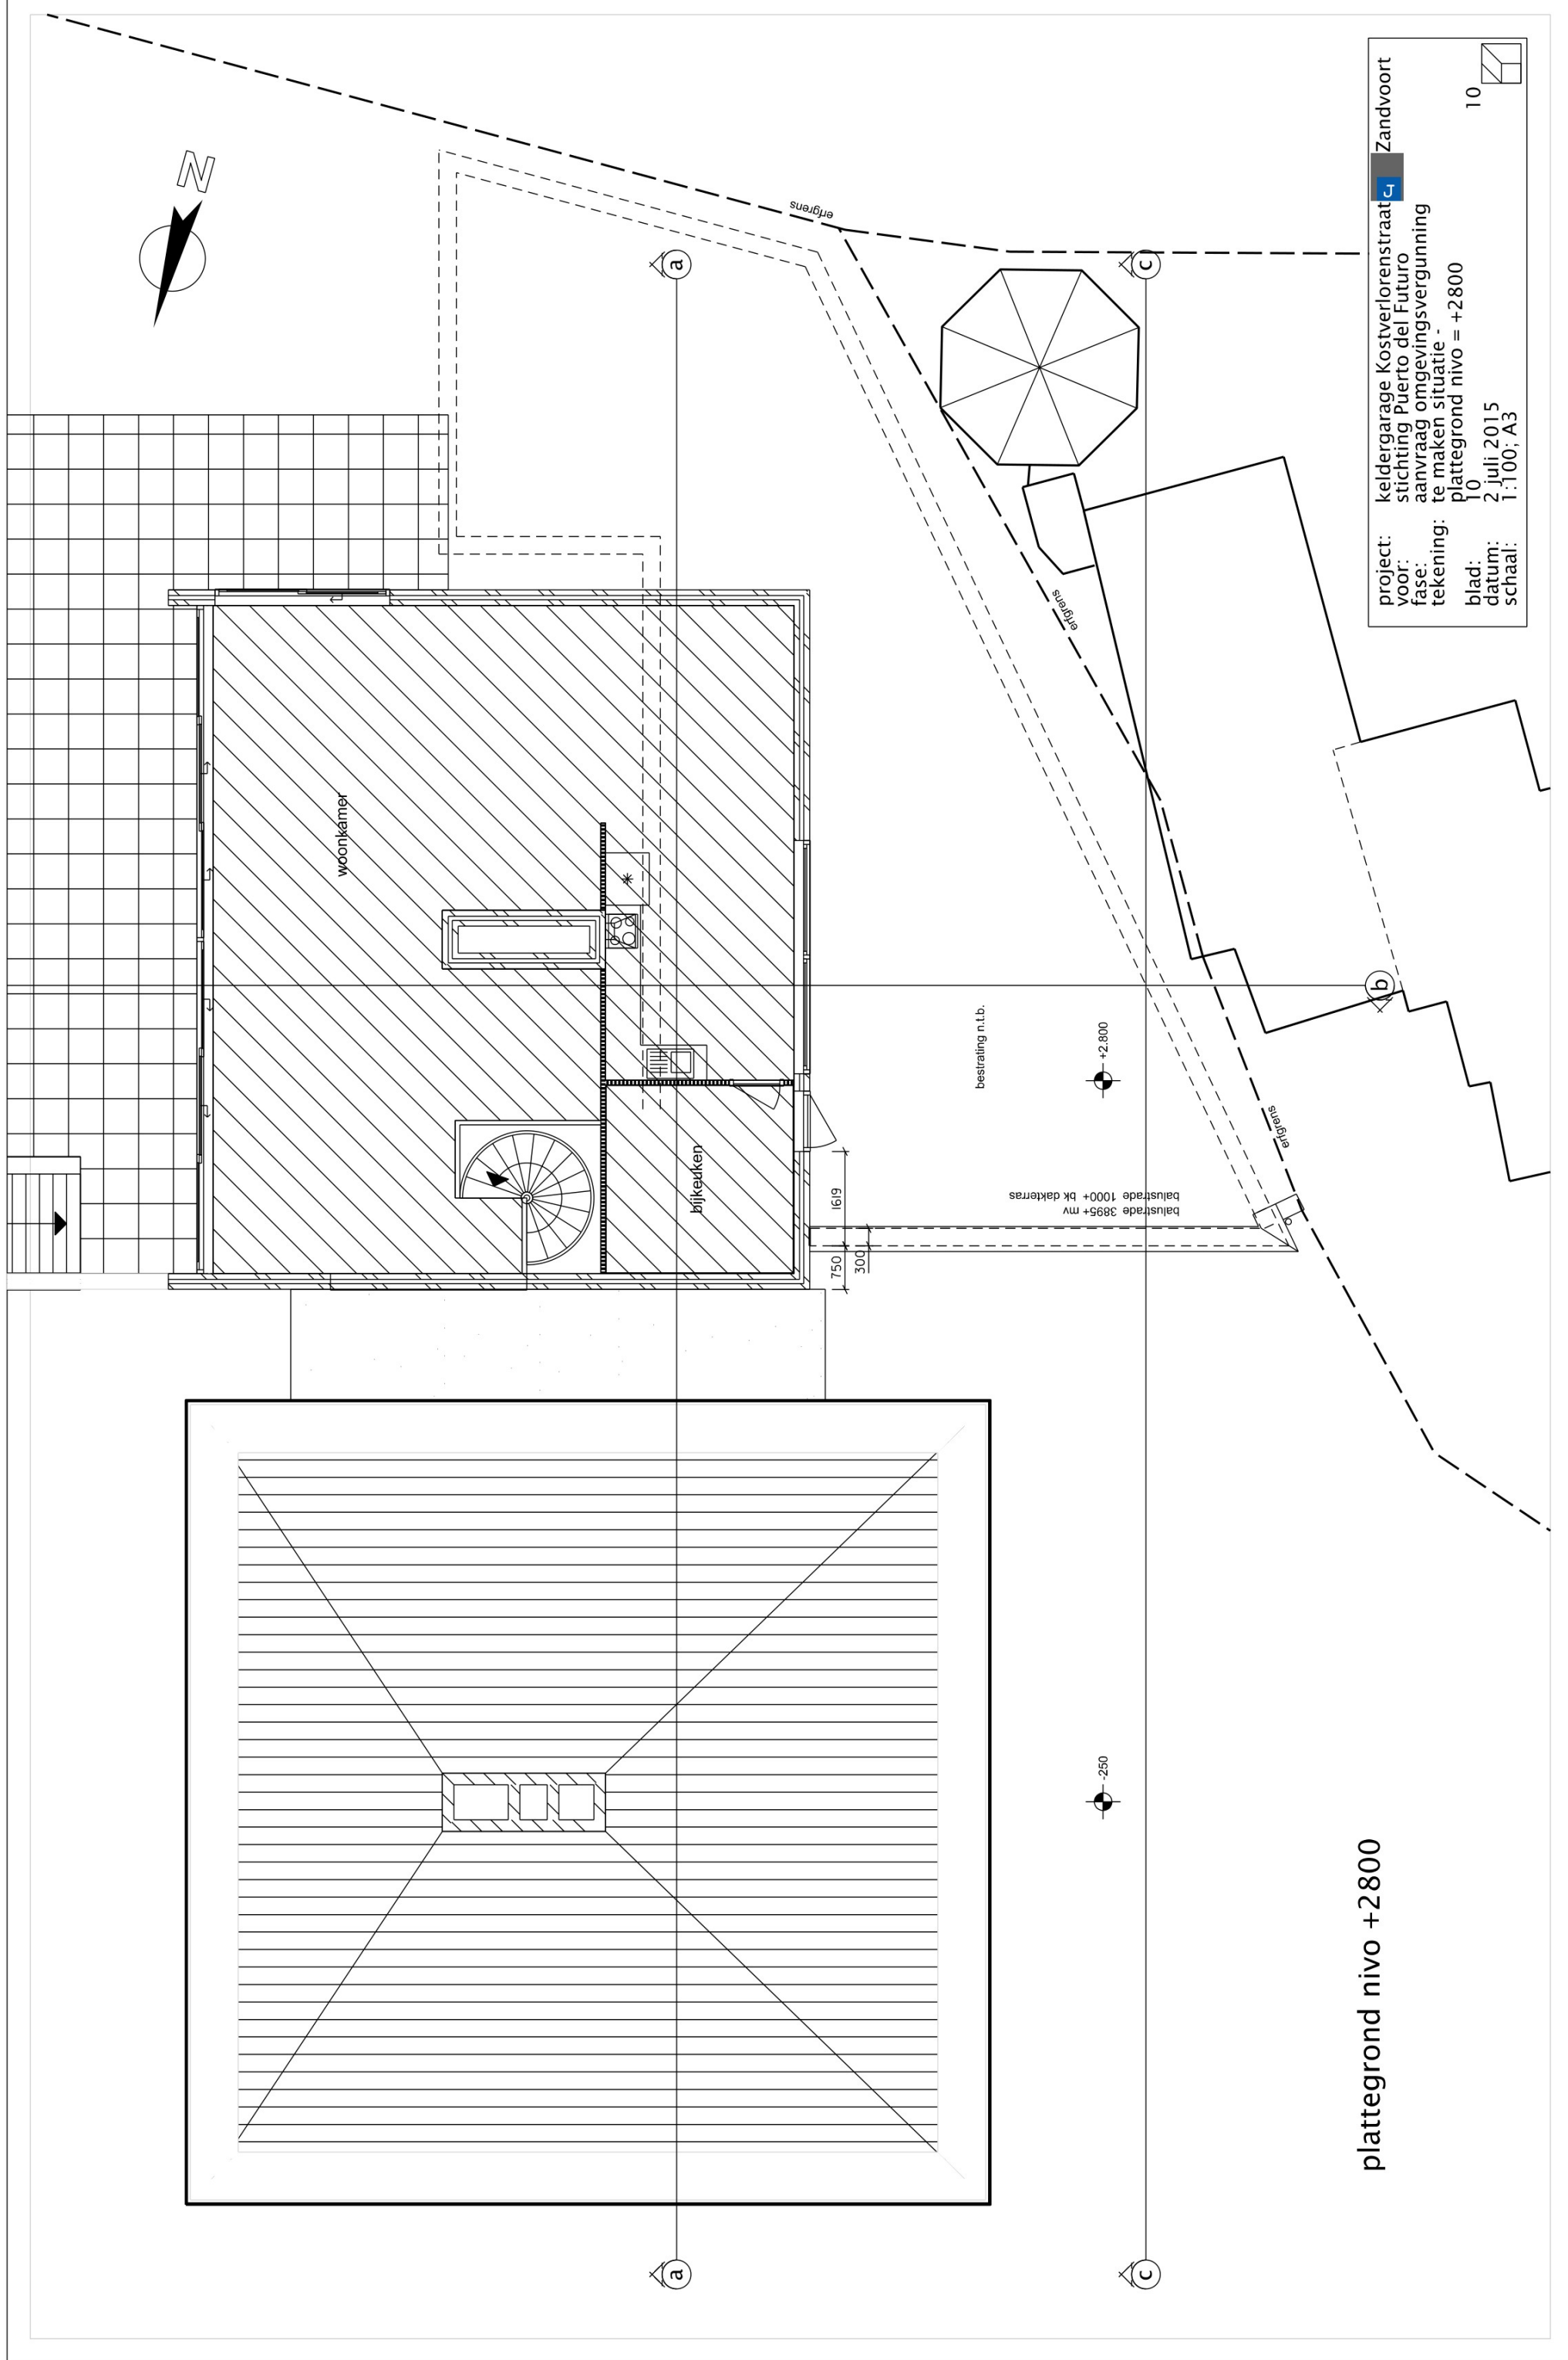 N
erfgrens
a
c
woonkamer
erfgrens
b
bestrating n.t.b.
+2.800
erfgrens
bijkeuken
1619
750
300
balustrade 3895+ mv
balustrade 1000+ bk dakterras
-250
a
c
plattegrond nivo +2800
project: keldergarage Kostverlorenstraat Zandvoort
voor: stichting Puerto del Futuro
fase: aanvraag omgevingsvergunning
tekening: te maken situatie -
plattegrond nivo = +2800
blad: 10 10
datum: 2 juli 2015
schaal: 1:100; A3